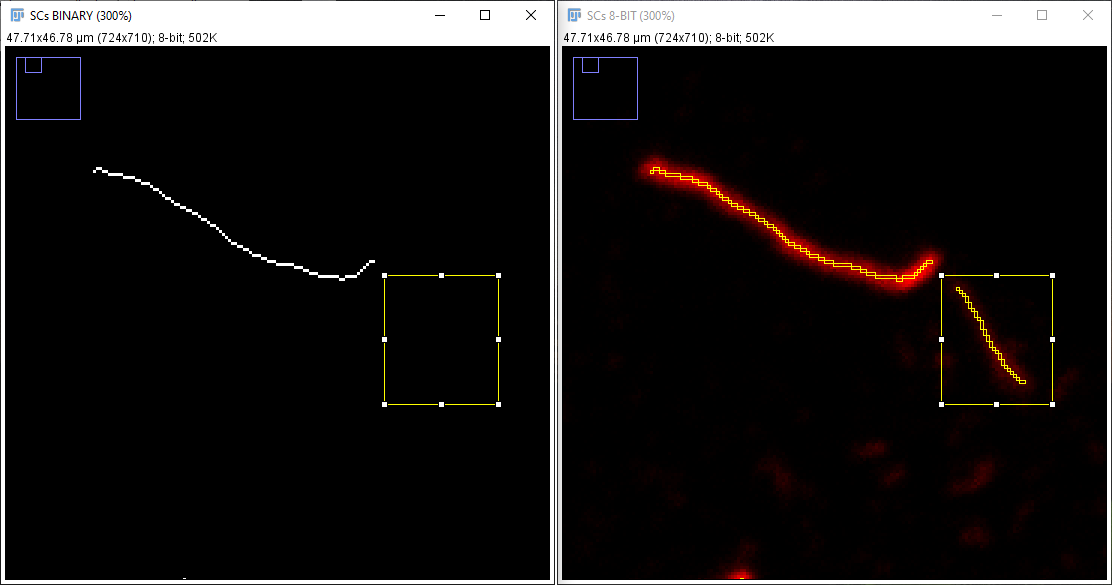 SCs BINARY (300%)
47.71x46.78 µm (724x710); 8-bit; 502K
SCs 8-BIT (300%)
47.71x46.78 µm (724x710); 8-bit; 502K